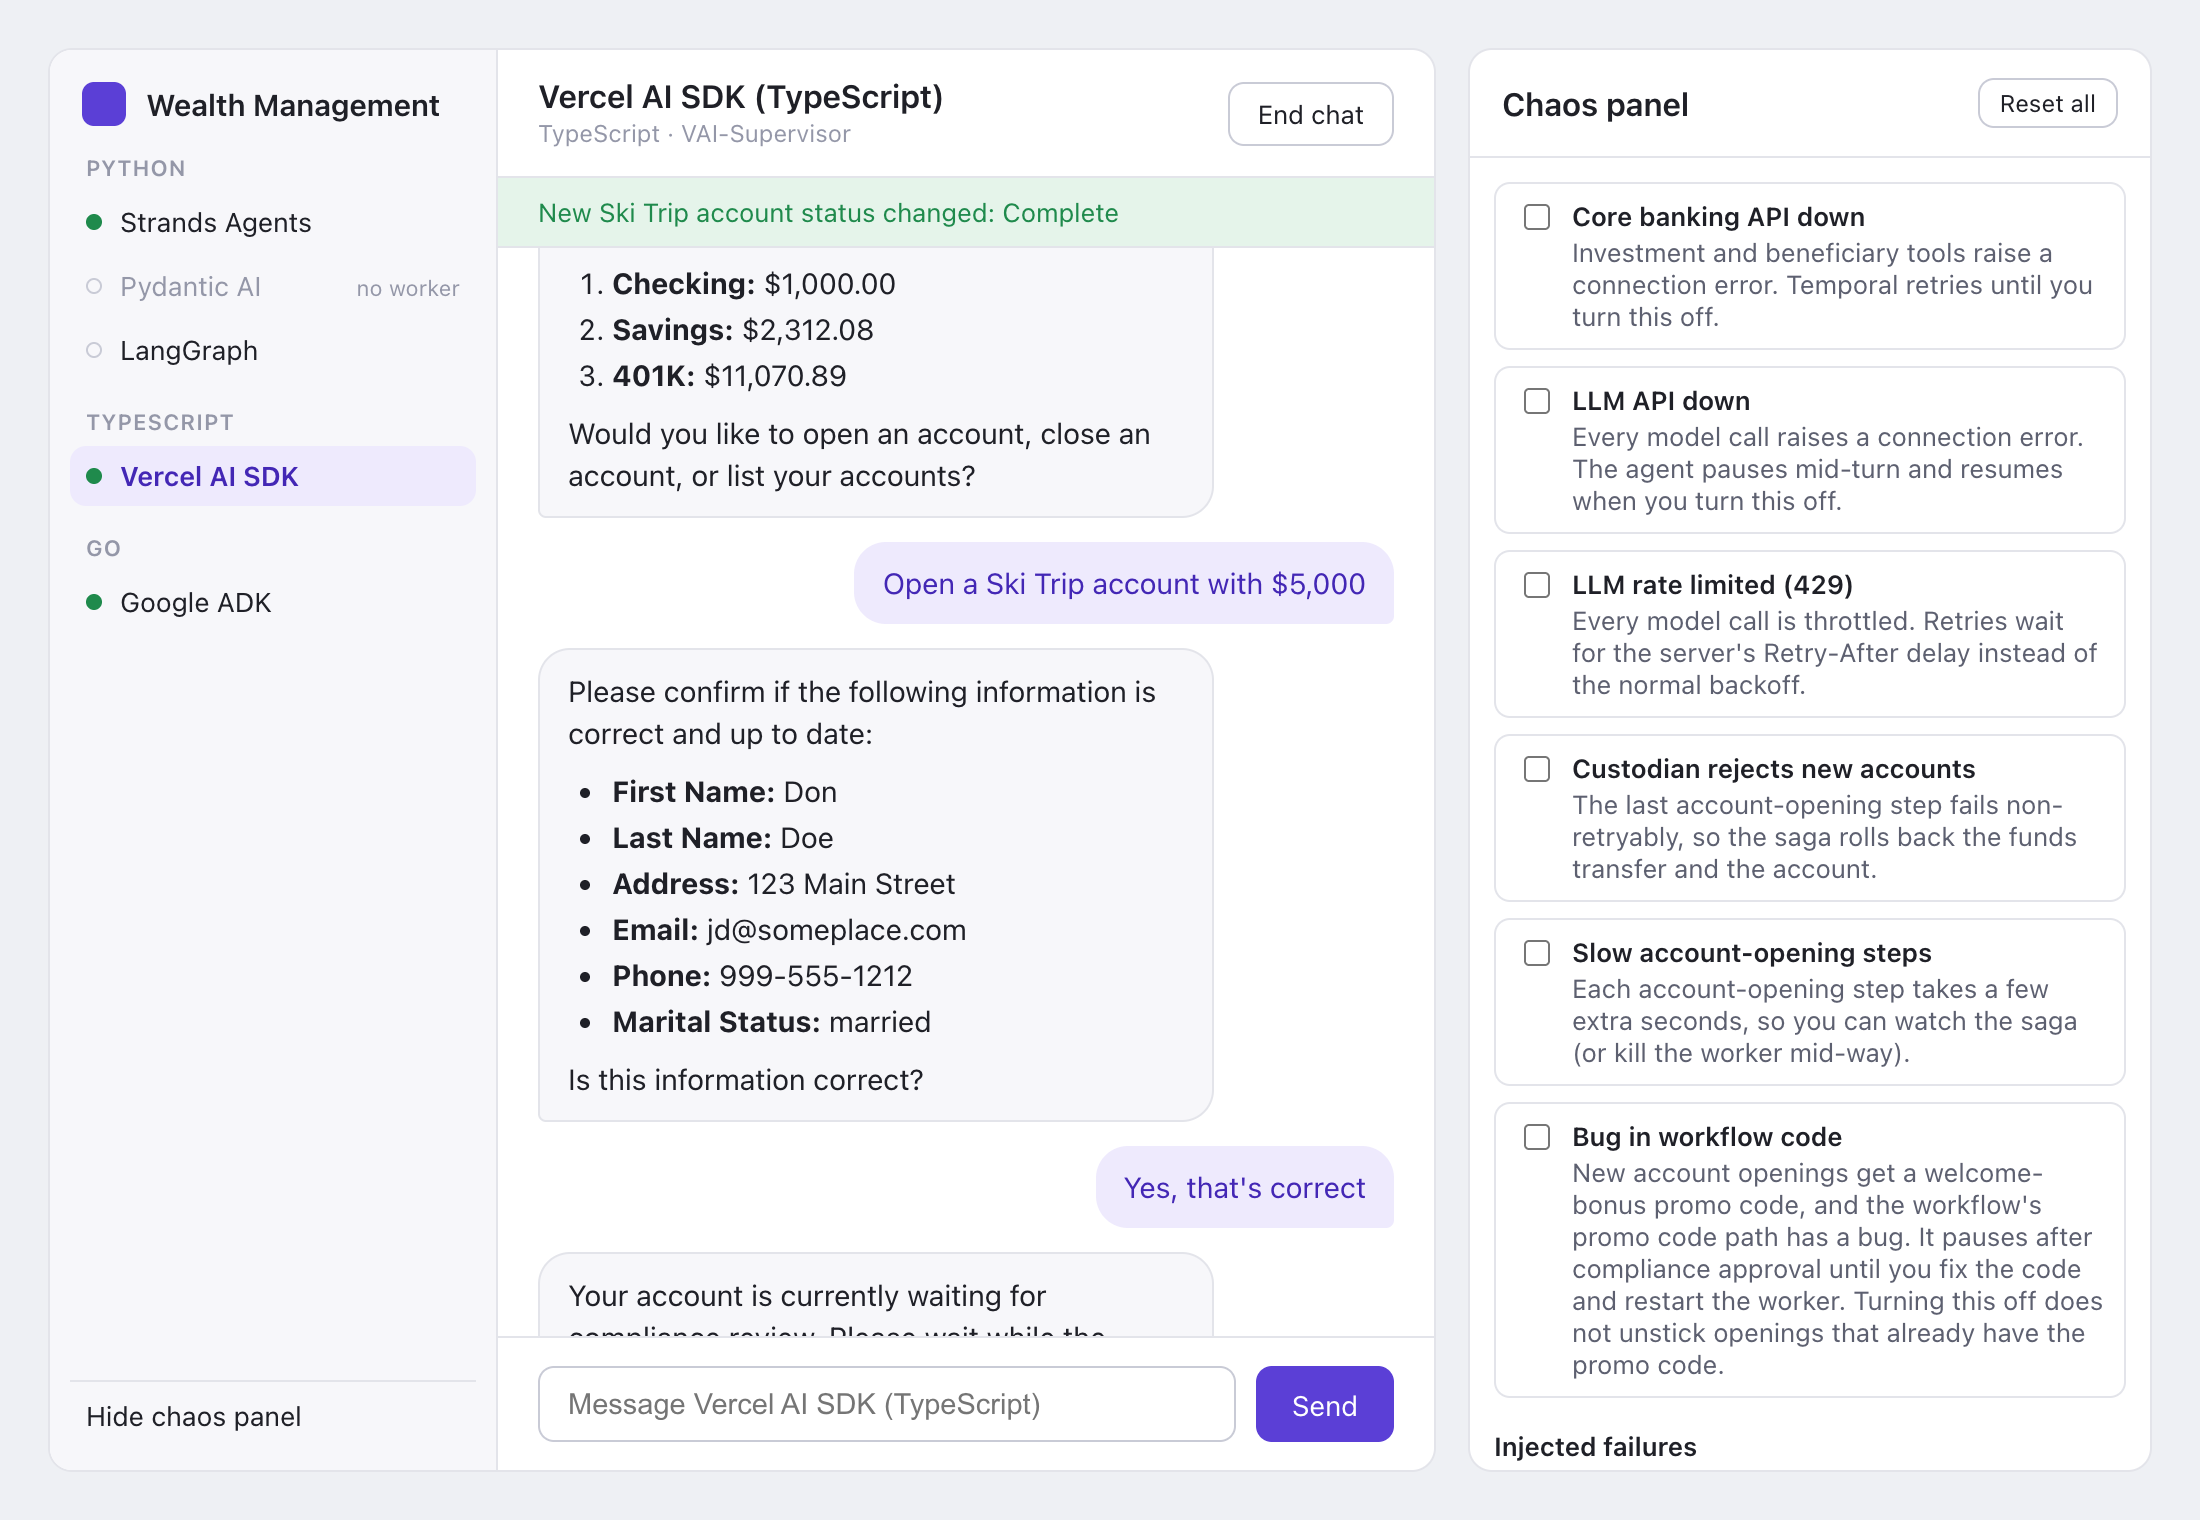 Wealth Management
PYTHON
Strands Agents
Pydantic AI no worker
LangGraph
TYPESCRIPT
Vercel AI SDK
GO
Google ADK
Hide chaos panel
Vercel AI SDK (TypeScript)
TypeScript · VAI-Supervisor
End chat
New Ski Trip account status changed: Complete
1. Checking: $1,000.00
2. Savings: $2,312.08
3. 401K: $11,070.89
Would you like to open an account, close an
account, or list your accounts?
Open a Ski Trip account with $5,000
Please confirm if the following information is
correct and up to date:
• First Name: Don
• Last Name: Doe
• Address: 123 Main Street
• Email: jd@someplace.com
• Phone: 999-555-1212
• Marital Status: married
Is this information correct?
Yes, that's correct
Your account is currently waiting for
compliance review. Please wait while the
Message Vercel AI SDK (TypeScript)
Send
Chaos panel
Reset all
Core banking API down
Investment and beneficiary tools raise a
connection error. Temporal retries until you
turn this off.
LLM API down
Every model call raises a connection error.
The agent pauses mid-turn and resumes
when you turn this off.
LLM rate limited (429)
Every model call is throttled. Retries wait
for the server's Retry-After delay instead of
the normal backoff.
Custodian rejects new accounts
The last account-opening step fails non-
retryably, so the saga rolls back the funds
transfer and the account.
Slow account-opening steps
Each account-opening step takes a few
extra seconds, so you can watch the saga
(or kill the worker mid-way).
Bug in workflow code
New account openings get a welcome-
bonus promo code, and the workflow's
promo code path has a bug. It pauses after
compliance approval until you fix the code
and restart the worker. Turning this off does
not unstick openings that already have the
promo code.
Injected failures